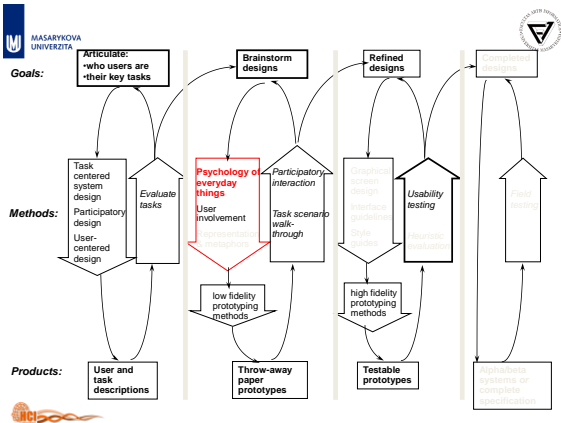 MASARYKOVA
UNIVERZITA
Goals:
Articulate:
•who users are
•their key tasks
Brainstorm
designs
Refined
designs
Completed
designs
Methods:
Task
centered
system
design
Participatory
design
User-
centered
design
Evaluate
tasks
Psychology of
everyday
things
User
involvement
Representation
& metaphors
Participatory
interaction
Task scenario
walk-
through
Graphical
screen
design
Interface
guidelines
Style
guides
Usability
testing
Heuristic
evaluation
Field
testing
low fidelity
prototyping
methods
high fidelity
prototyping
methods
Products:
User and
task
descriptions
Throw-away
paper
prototypes
Testable
prototypes
Alpha/beta
systems or
complete
specification
HCI